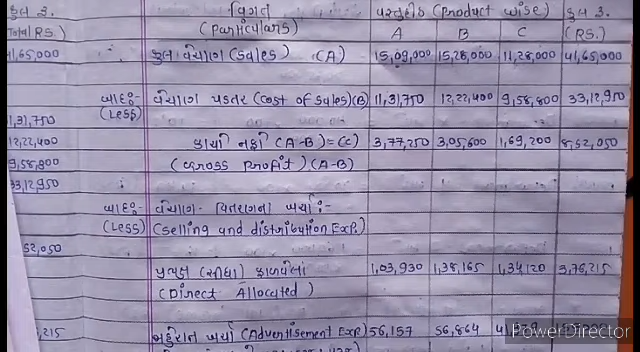 કુલ રૂ. વિગત પ્રોડક્ટવાઈઝ (Product wise) કુલ રૂ.
Total RS.) (Particulars) A B C (RS.)
41,65,000 કુલ વેચાણ (Sales) (A) 15,09,000 15,28,000 11,28,000 41,65,000
બાદ:- વેચાણ પડતર (Cost of Sales)(B) 11,31,750 12,22,400 9,58,800 33,12,950
1,31,750 (Less)
12,22,400 કાચો નફો (A-B)=(C) 3,77,250 3,05,600 1,69,200 8,52,050
9,58,800 (Gross Profit) (A-B)
33,12,950
બાદ:- વેચાણ-વિતરણના ખર્ચા:-
(Less) (Selling and distribution Exp.)
52,050
પ્રત્યક્ષ (સીધા) ફાળવેલા 1,03,930 1,38,165 1,34,120 3,76,215
(Direct Allocated)
,215 જાહેરાત ખર્ચા (Advertisement Exp) 56,157 56,864
PowerDirector